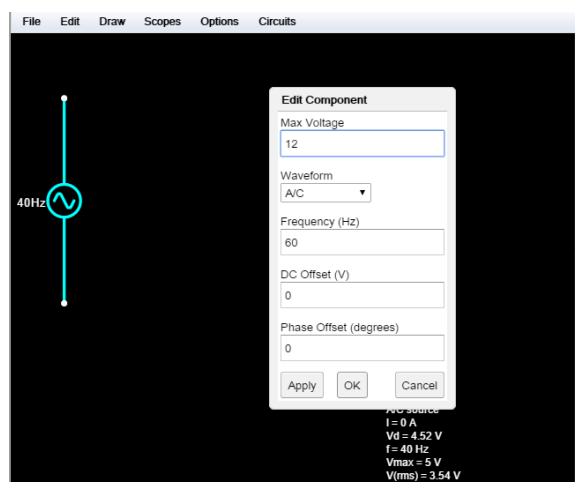 File Edit Draw Scopes Options Circuits
Edit Component
Max Voltage
12
Waveform
A/C
40Hz
Frequency (Hz)
60
DC Offset (V)
0
Phase Offset (degrees)
0
Apply OK Cancel
A/C source
I = 0 A
Vd = 4.52 V
f = 40 Hz
Vmax = 5 V
V(rms) = 3.54 V